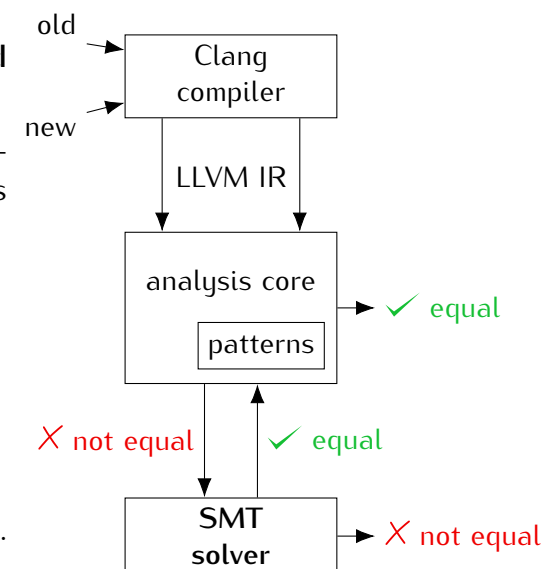 old
Clang
compiler
new
LLVM IR
analysis core
patterns
✓ equal
✗ not equal
✓ equal
SMT
solver
✗ not equal
l
-
s
.